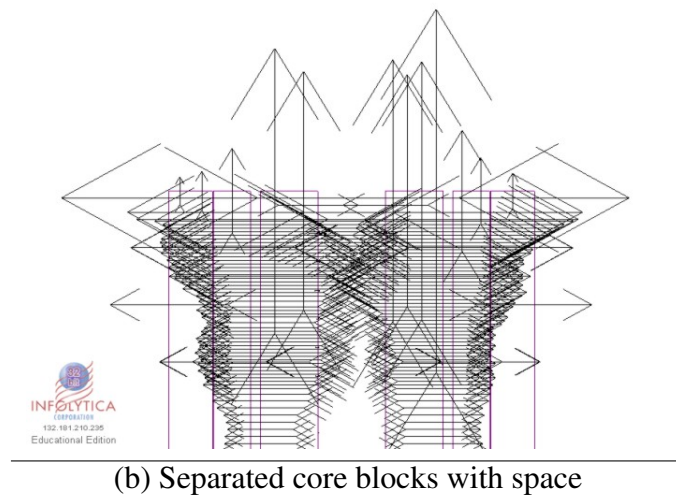 INFOLYTICA
CORPORATION
132.181.210.235
Educational Edition
(b) Separated core blocks with space